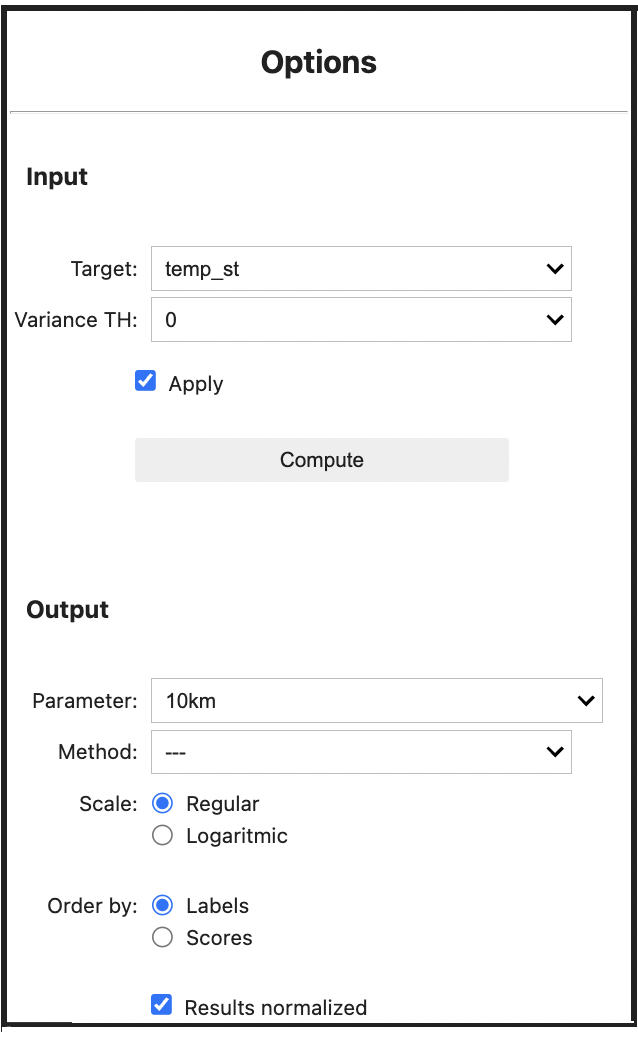 Options
Input
Target: temp_st
Variance TH: 0
Apply
Compute
Output
Parameter: 10km
Method: ---
Scale: Regular
Logaritmic
Order by: Labels
Scores
Results normalized